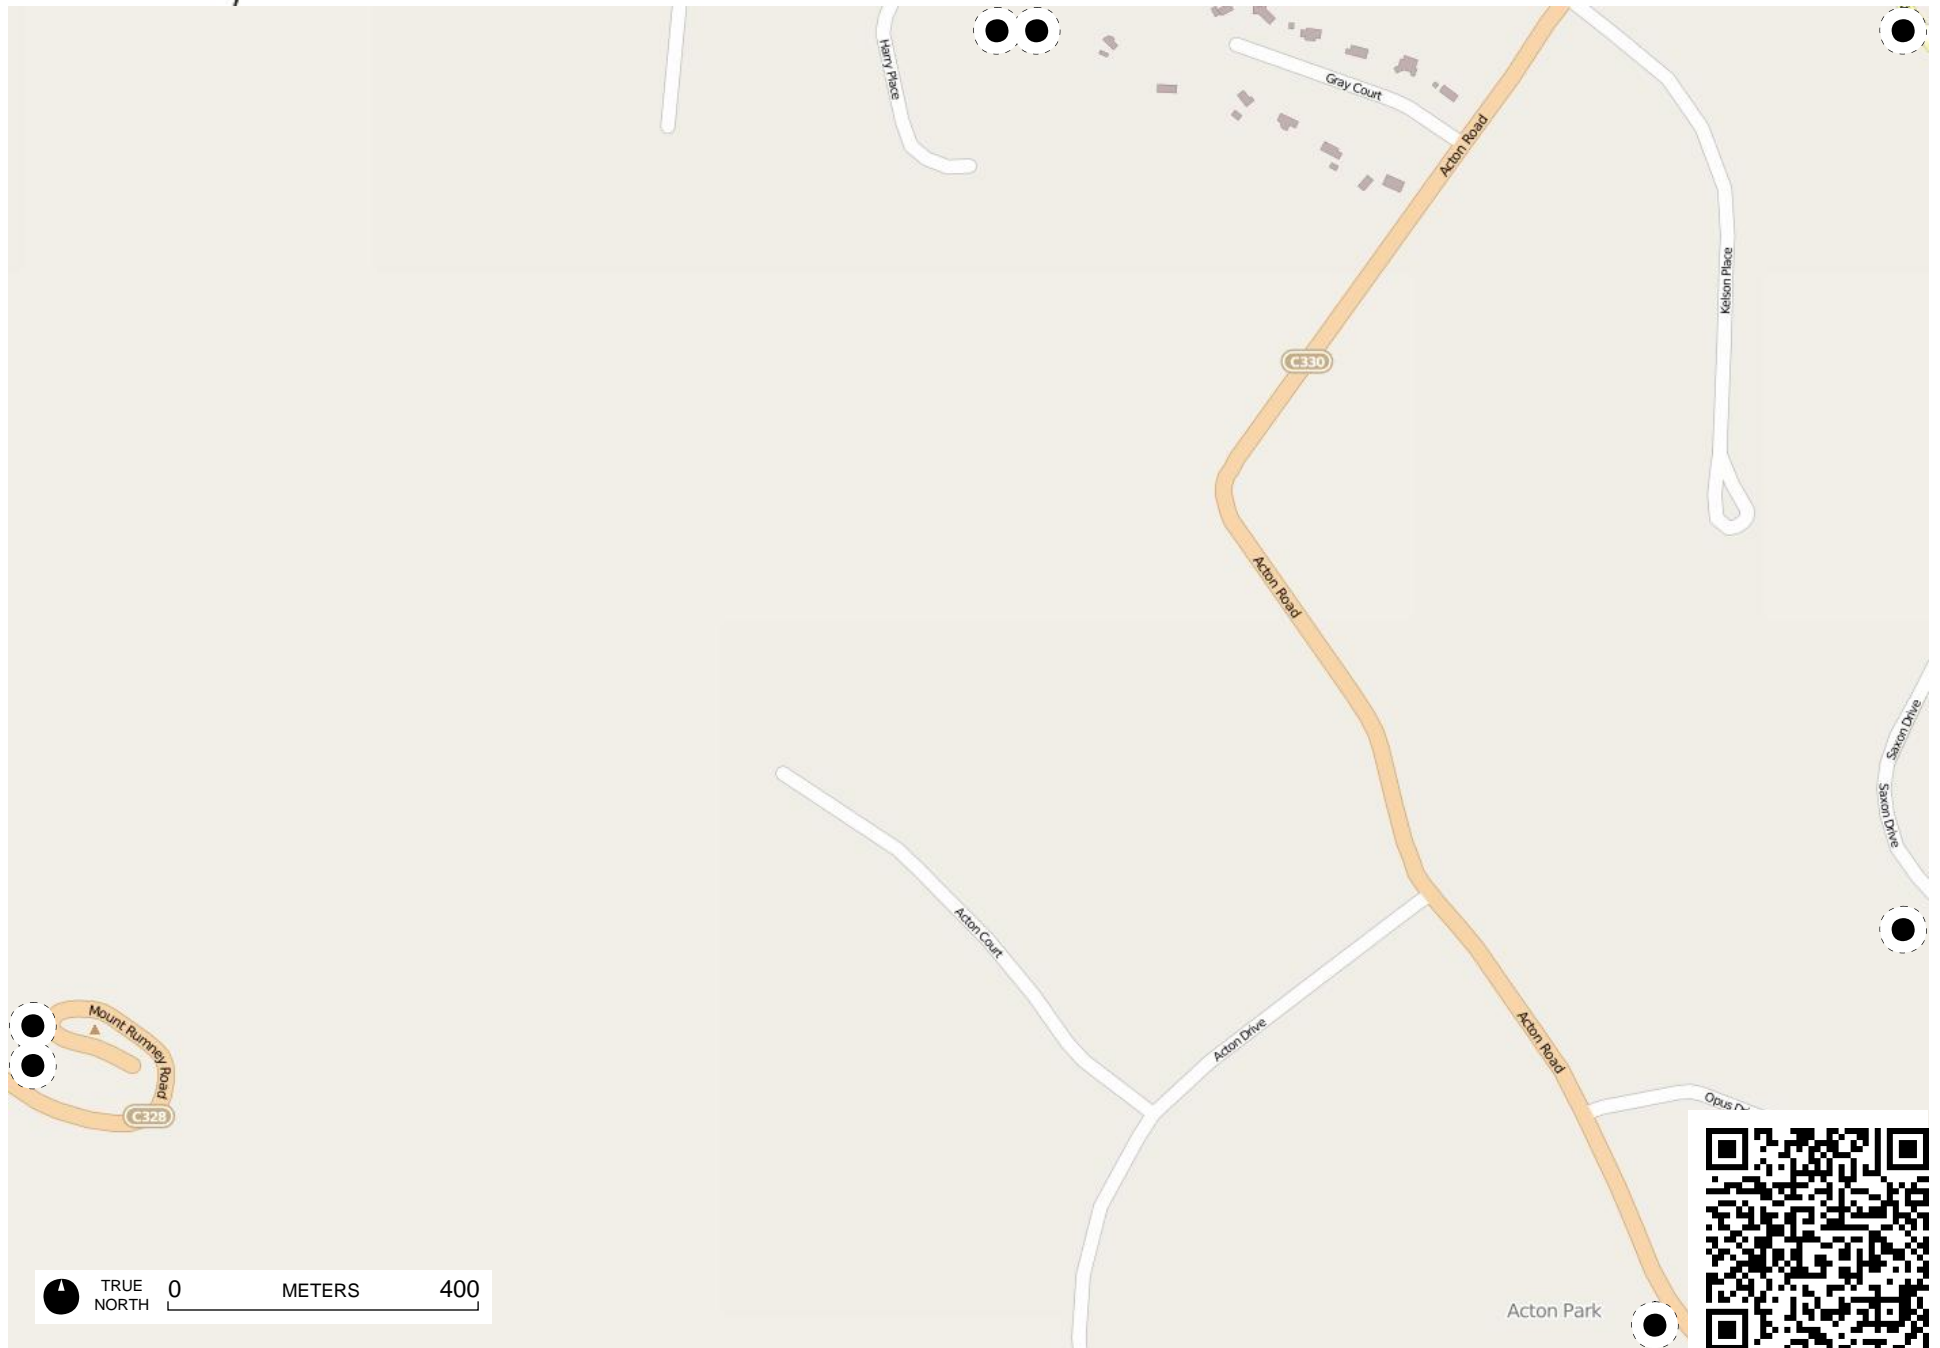 Harry Place
Gray Court
Acton Road
Kelson Place
C330
Acton Road
Saxon Drive
Saxon Drive
Acton Court
Mount Rumney Road
Acton Drive
Acton Road
C328
Opus
TRUE NORTH 0 METERS 400
Acton Park